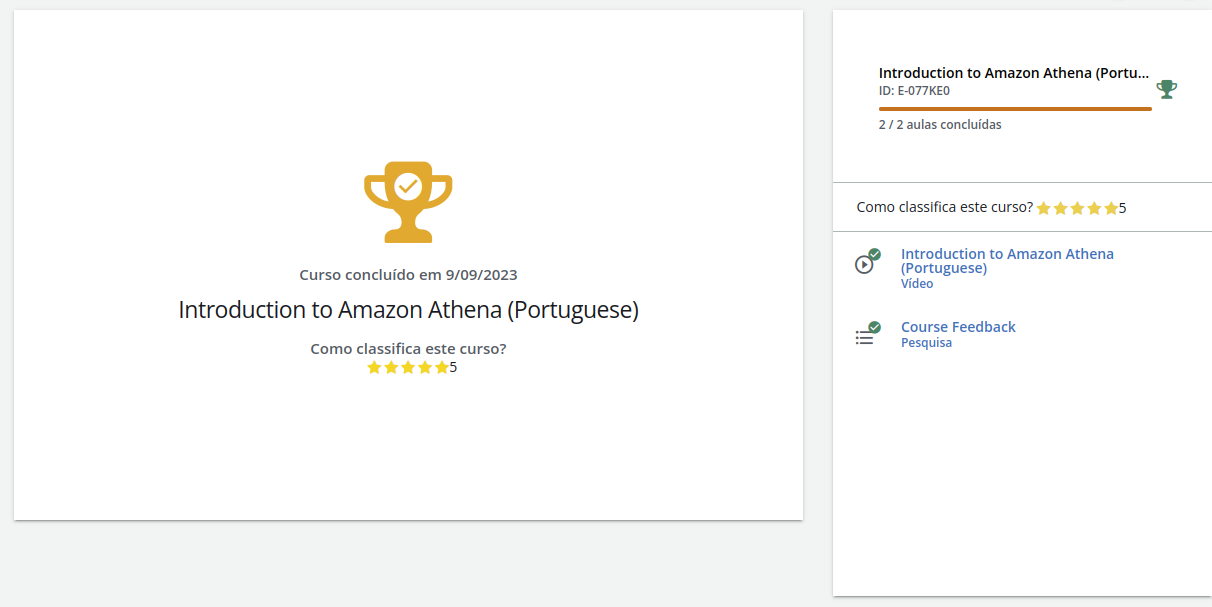 Curso concluído em 9/09/2023
Introduction to Amazon Athena (Portuguese)
Como classifica este curso?
5
Introduction to Amazon Athena (Portu...
ID: E-077KE0
2 / 2 aulas concluídas
Como classifica este curso? 5
Introduction to Amazon Athena
(Portuguese)
Vídeo
Course Feedback
Pesquisa